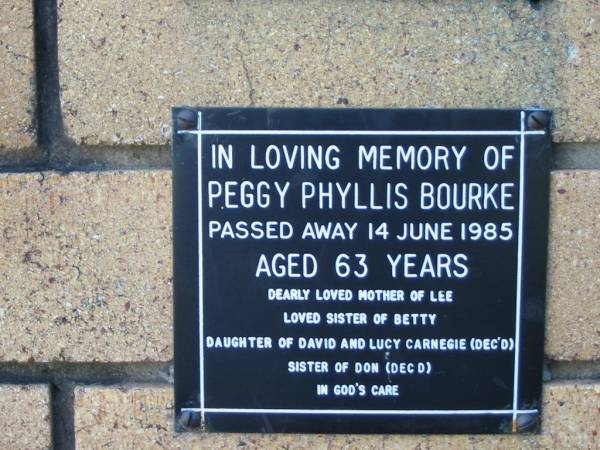 IN LOVING MEMORY OF
PEGGY PHYLLIS BOURKE
PASSED AWAY 14 JUNE 1985
AGED 63 YEARS
DEARLY LOVED MOTHER OF LEE
LOVED SISTER OF BETTY
DAUGHTER OF DAVID AND LUCY CARNEGIE (DEC'D)
SISTER OF DON (DEC D)
IN GOD'S CARE